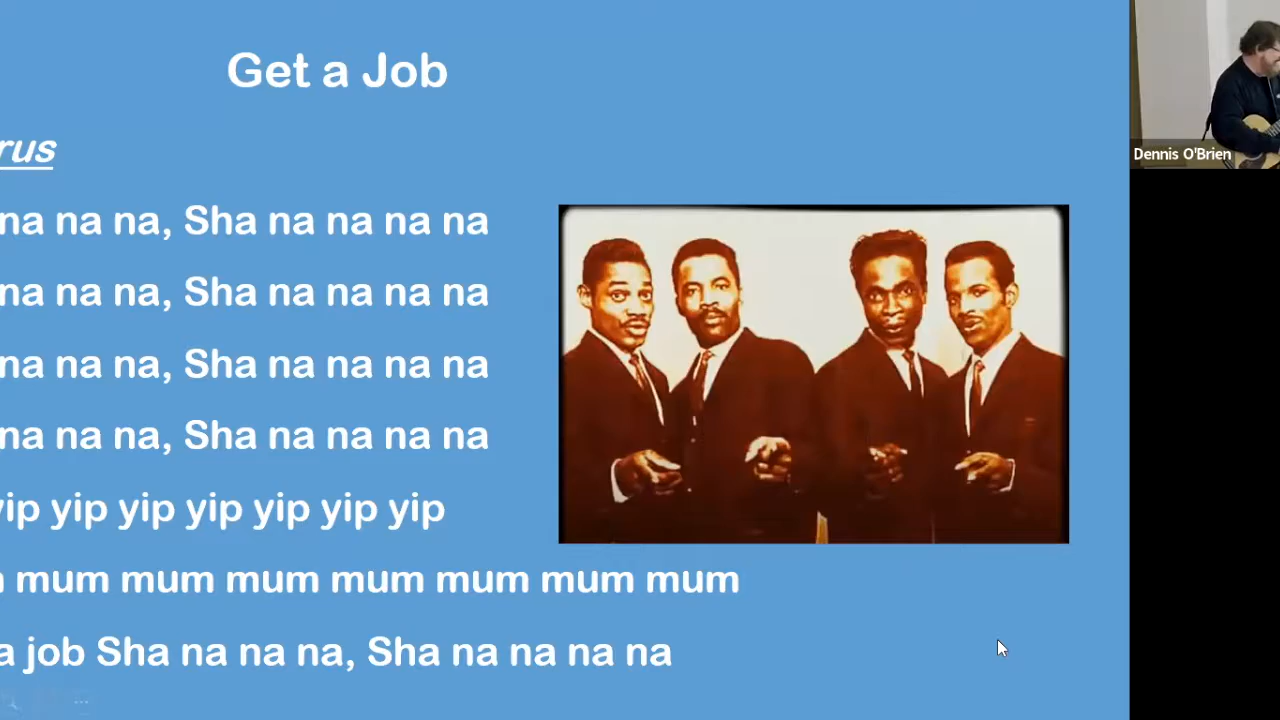 Get a Job
rus
Dennis O'Brien
na na na, Sha na na na na
na na na, Sha na na na na
na na na, Sha na na na na
na na na, Sha na na na na
yip yip yip yip yip yip yip
mum mum mum mum mum mum mum
a job Sha na na na, Sha na na na na